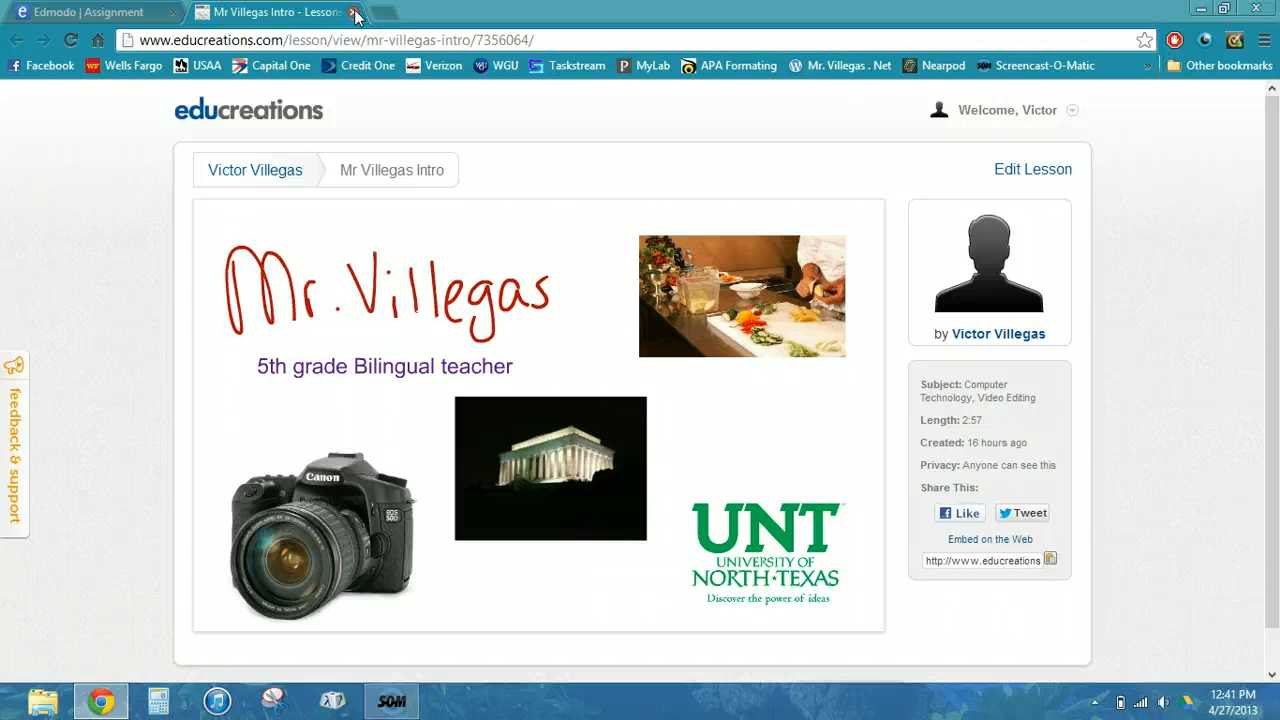 Edmodo | Assignment
Mr Villegas Intro - Lesson
www.educreations.com/lesson/view/mr-villegas-intro/7356064/
Facebook Wells Fargo USAA Capital One Credit One Verizon WGU Taskstream MyLab APA Formating Mr. Villegas . Net Nearpod Screencast-O-Matic » Other bookmarks
educreations
Welcome, Victor
Victor Villegas Mr Villegas Intro
Edit Lesson
Mr. Villegas
5th grade Bilingual teacher
Canon
EOS
50D
UNT
UNIVERSITY OF
NORTH·TEXAS
Discover the power of ideas
by Victor Villegas
Subject: Computer
Technology, Video Editing
Length: 2:57
Created: 16 hours ago
Privacy: Anyone can see this
Share This:
Like Tweet
Embed on the Web
http://www.educreations
feedback & support
SOM
12:41 PM
4/27/2013